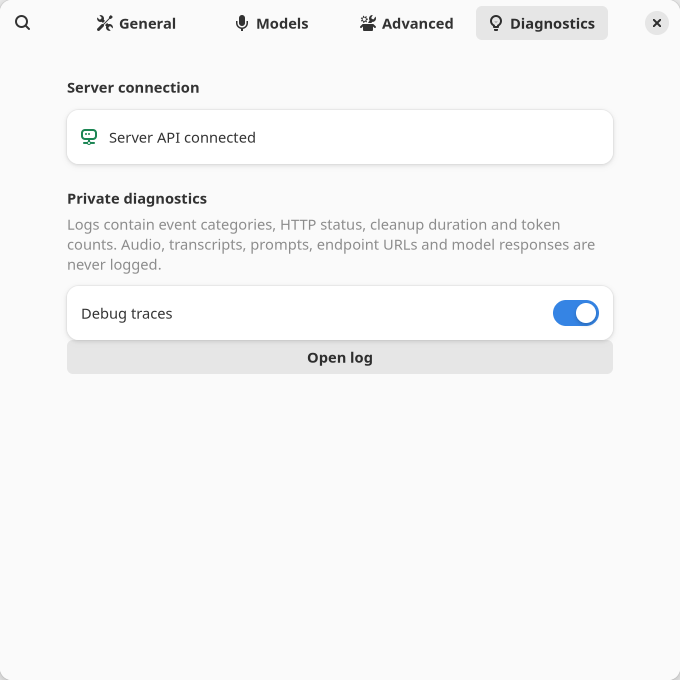 General
Models
Advanced
Diagnostics
Server connection
Server API connected
Private diagnostics
Logs contain event categories, HTTP status, cleanup duration and token
counts. Audio, transcripts, prompts, endpoint URLs and model responses are
never logged.
Debug traces
Open log